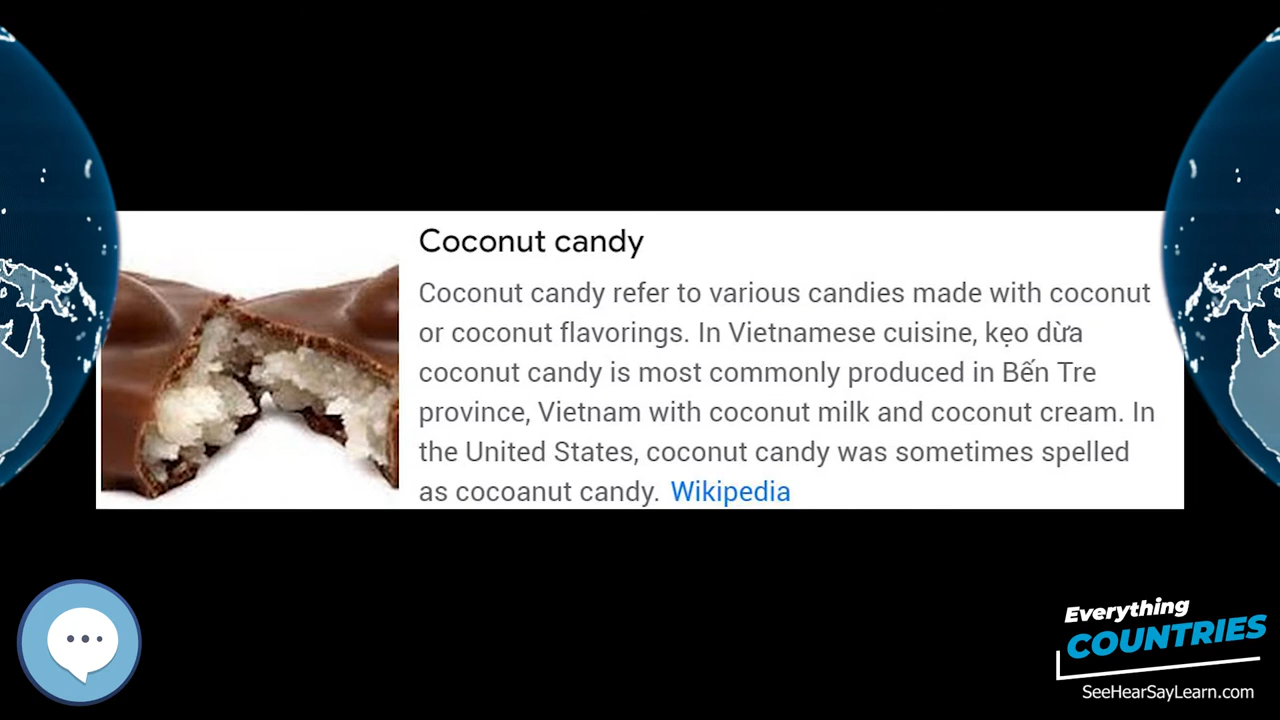 Coconut candy
Coconut candy refer to various candies made with coconut
or coconut flavorings. In Vietnamese cuisine, kẹo dừa
coconut candy is most commonly produced in Bến Tre
province, Vietnam with coconut milk and coconut cream. In
the United States, coconut candy was sometimes spelled
as cocoanut candy. Wikipedia
Everything
COUNTRIES
SeeHearSayLearn.com